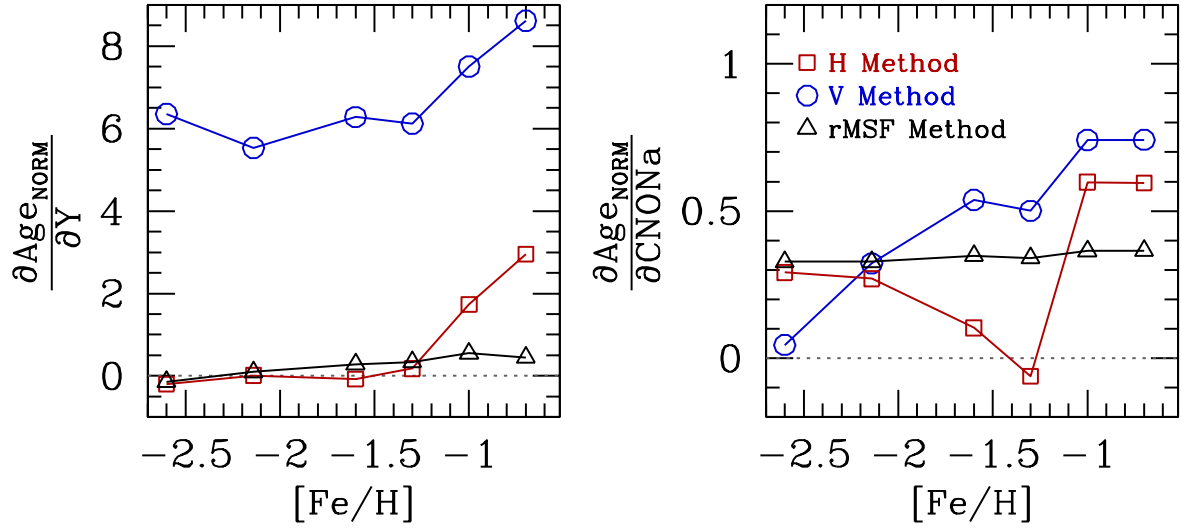 ∂Age_NORM
∂Y
8
6
4
2
0
−2.5 −2 −1.5 −1
[Fe/H]
∂Age_NORM
∂CNONa
1
0.5
0
H Method
V Method
rMSF Method
−2.5 −2 −1.5 −1
[Fe/H]